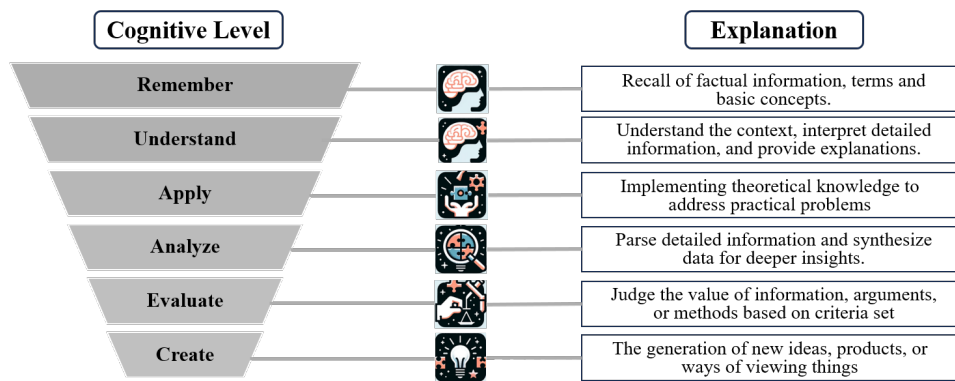 Cognitive Level
Explanation
Remember
Recall of factual information, terms and
basic concepts.
Understand
Understand the context, interpret detailed
information, and provide explanations.
Apply
Implementing theoretical knowledge to
address practical problems
Analyze
Parse detailed information and synthesize
data for deeper insights.
Evaluate
Judge the value of information, arguments,
or methods based on criteria set
Create
The generation of new ideas, products, or
ways of viewing things